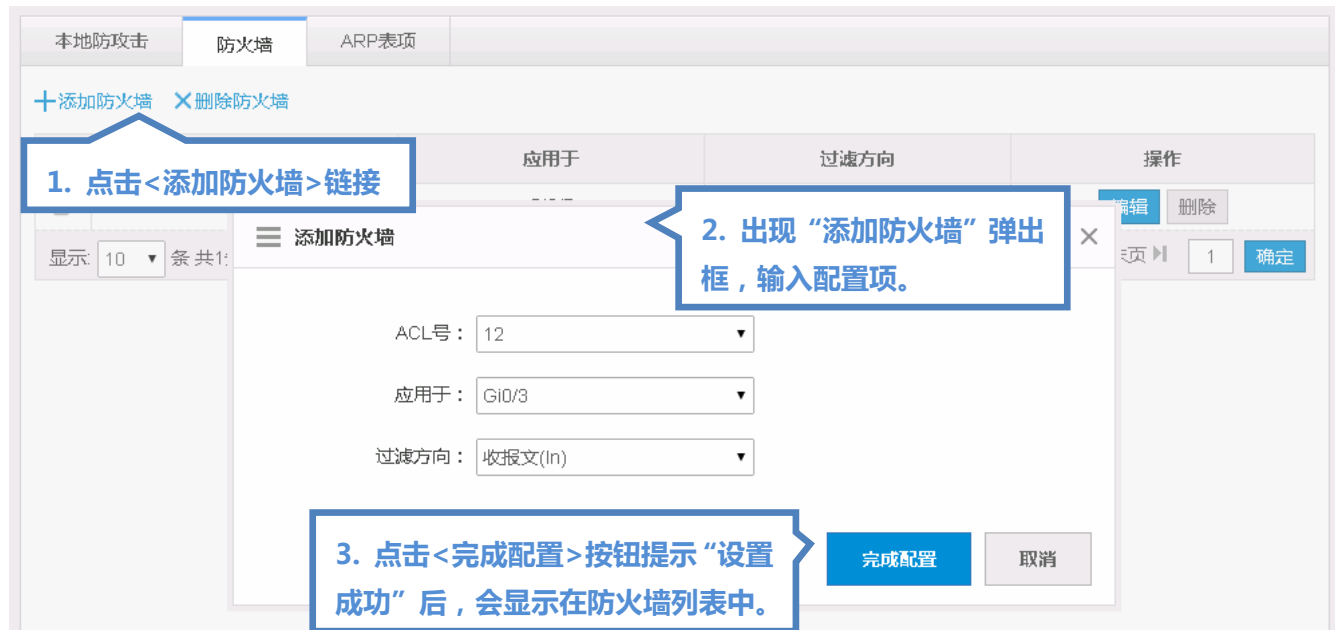 本地防攻击 防火墙 ARP表项
添加防火墙 删除防火墙
应用于 过滤方向 操作
1. 点击<添加防火墙>链接
编辑 删除
2. 出现“添加防火墙”弹出
框，输入配置项。
添加防火墙
显示: 10 条 共1
页 1 确定
ACL号： 12
应用于： Gi0/3
过滤方向： 收报文(In)
3. 点击<完成配置>按钮提示“设置
成功”后，会显示在防火墙列表中。
完成配置 取消